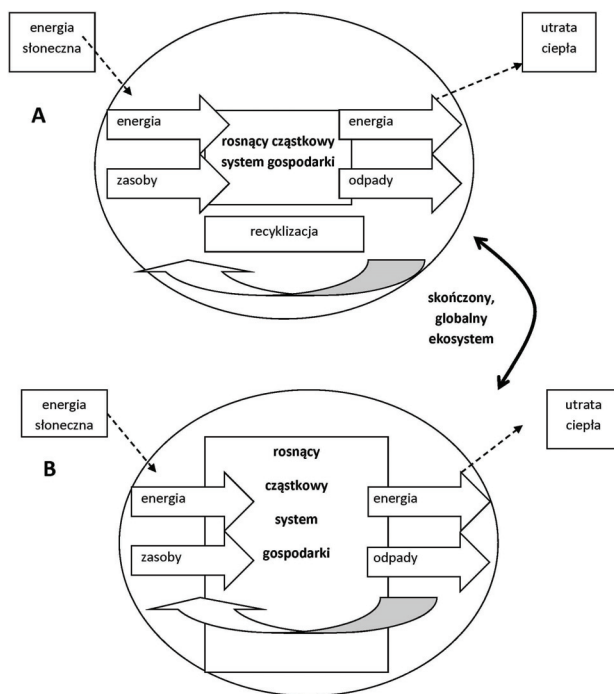 energia
słoneczna
utrata
ciepła
A
energia
rosnący cząstkowy
system gospodarki
energia
zasoby
odpady
recyklizacja
skończony,
globalny
ekosystem
energia
słoneczna
utrata
ciepła
B
rosnący
cząstkowy
system
gospodarki
energia
energia
zasoby
odpady